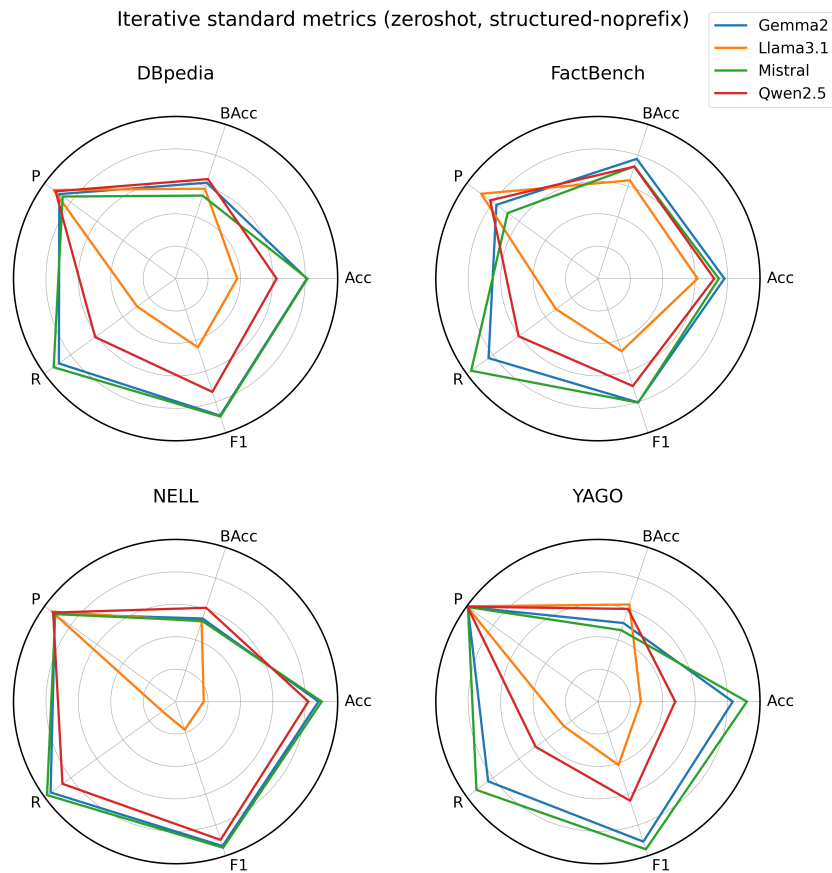 Iterative standard metrics (zeroshot, structured-noprefix)
Gemma2
Llama3.1
Mistral
Qwen2.5
DBpedia
BAcc
P
Acc
R
F1
FactBench
BAcc
P
Acc
R
F1
NELL
BAcc
P
Acc
R
F1
YAGO
BAcc
P
Acc
R
F1